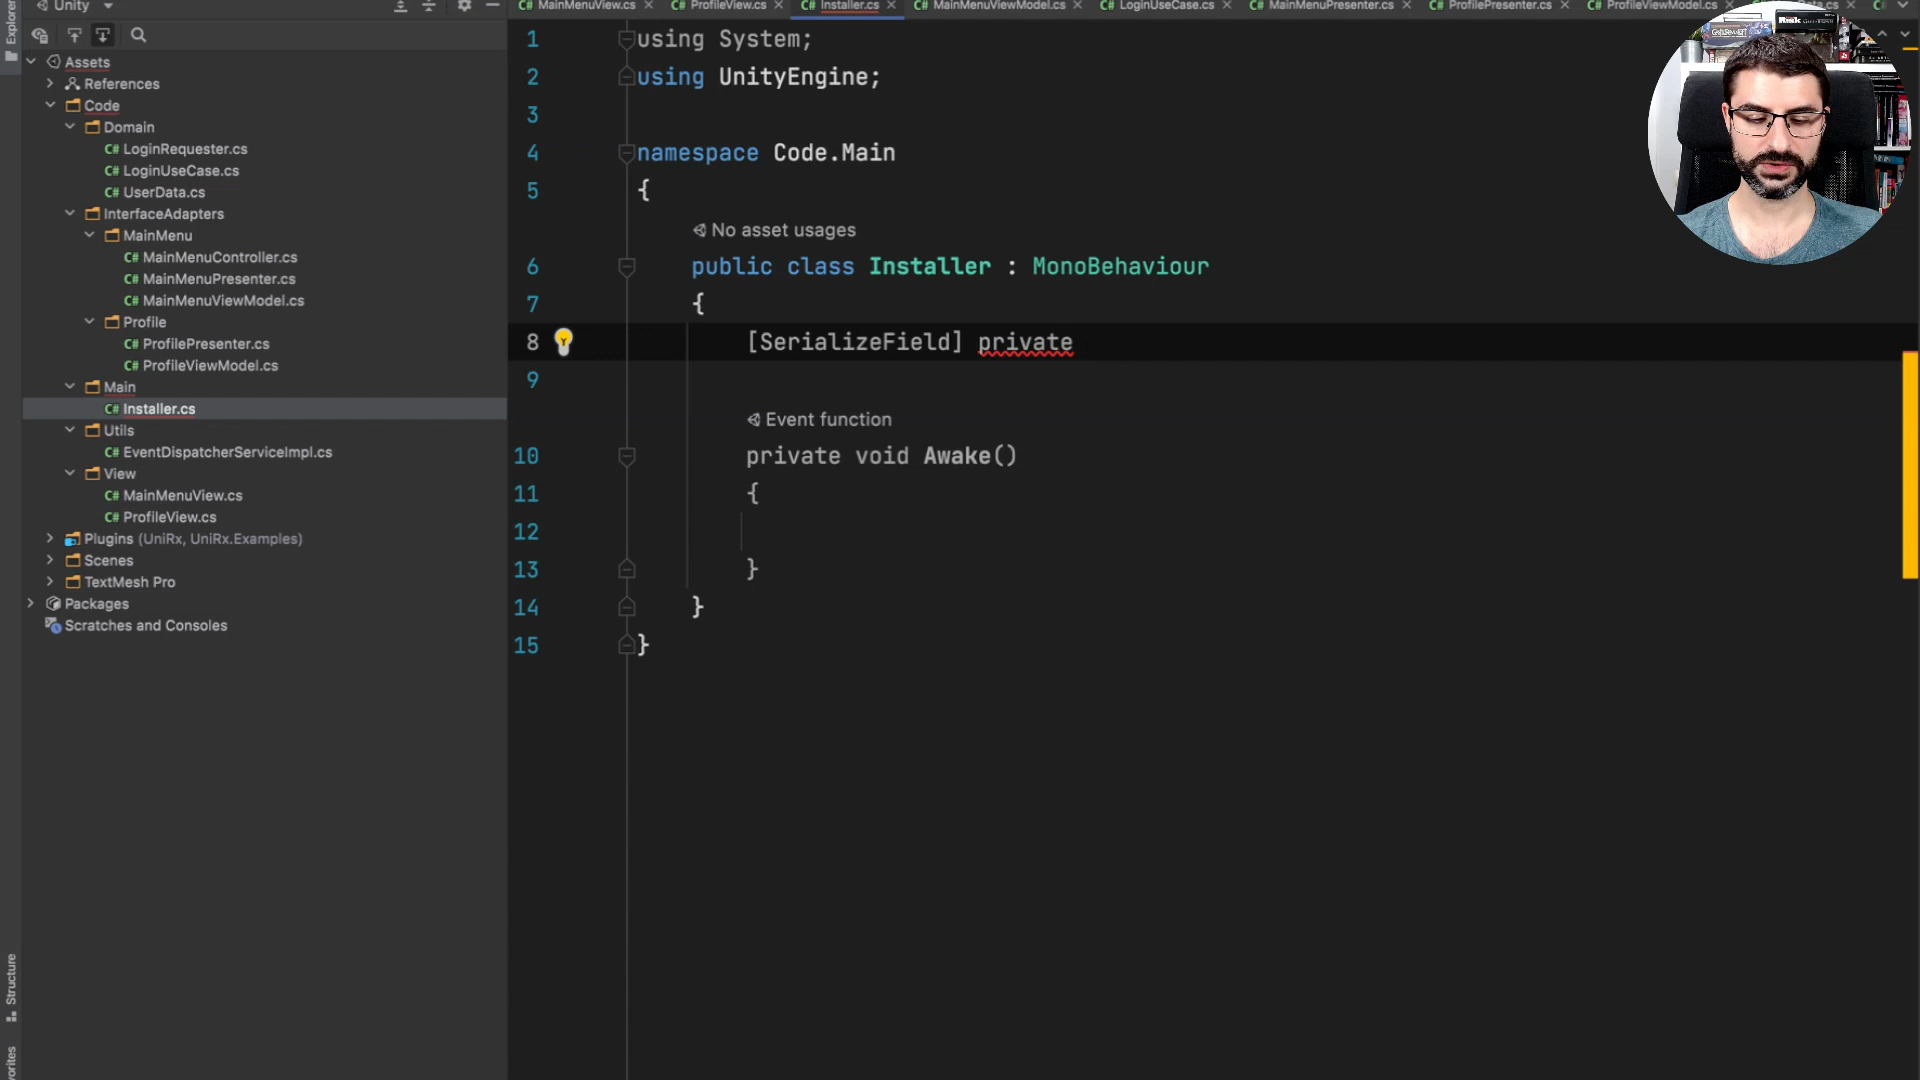 Unity
Explorer
Assets
References
Code
Domain
C# LoginRequester.cs
C# LoginUseCase.cs
C# UserData.cs
InterfaceAdapters
MainMenu
C# MainMenuController.cs
C# MainMenuPresenter.cs
C# MainMenuViewModel.cs
Profile
C# ProfilePresenter.cs
C# ProfileViewModel.cs
Main
C# Installer.cs
Utils
C# EventDispatcherServiceImpl.cs
View
C# MainMenuView.cs
C# ProfileView.cs
Plugins (UniRx, UniRx.Examples)
Scenes
TextMesh Pro
Packages
Scratches and Consoles
Structure
vorites
C# MainMenuView.cs C# ProfileView.cs C# Installer.cs C# MainMenuViewModel.cs C# LoginUseCase.cs C# MainMenuPresenter.cs C# ProfilePresenter.cs C# ProfileViewModel.cs
1 using System;
2 using UnityEngine;
3
4 namespace Code.Main
5 {
No asset usages
6 public class Installer : MonoBehaviour
7 {
8 [SerializeField] private
9
Event function
10 private void Awake()
11 {
12
13 }
14 }
15 }
Risk